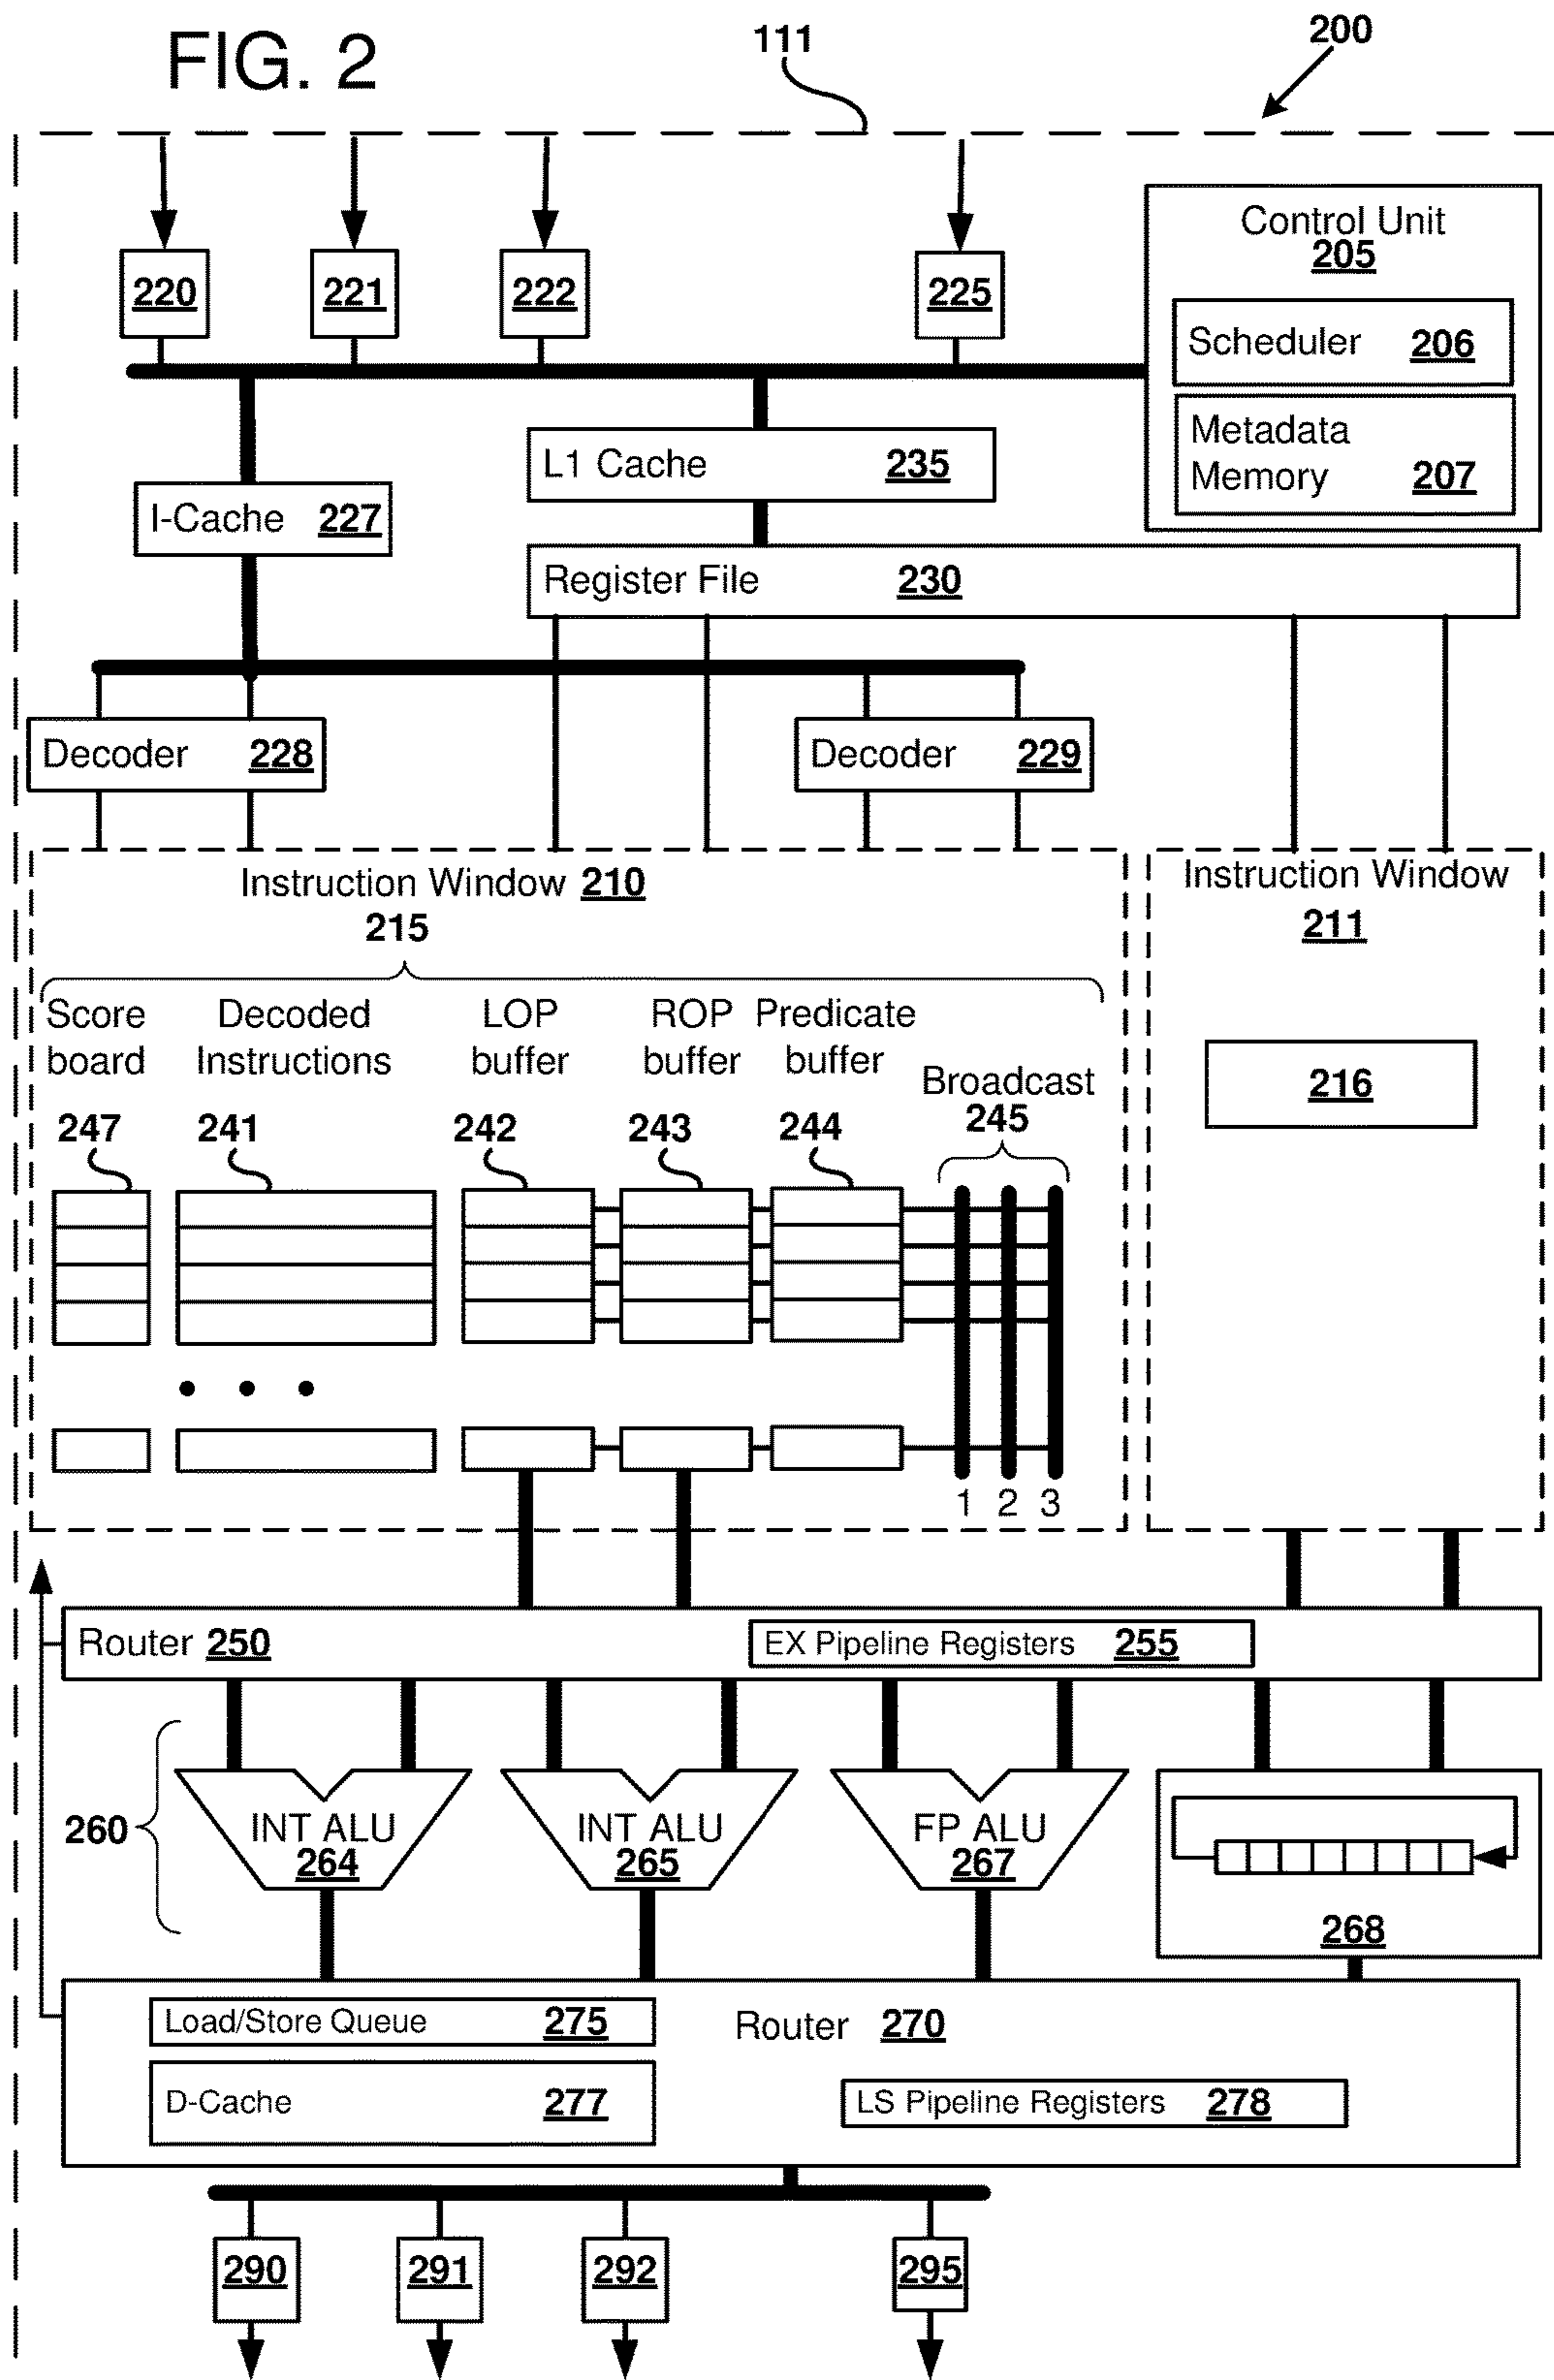 FIG. 2
111
200
220
221
222
225
Control Unit
205
Scheduler 206
Metadata
Memory 207
L1 Cache 235
I-Cache 227
Register File 230
Decoder 228
Decoder 229
Instruction Window 210
215
Instruction Window
211
Score
board
Decoded
Instructions
LOP
buffer
ROP
buffer
Predicate
buffer
Broadcast
245
216
247
241
242
243
244
• • •
1 2 3
Router 250
EX Pipeline Registers 255
260
INT ALU
264
INT ALU
265
FP ALU
267
268
Load/Store Queue 275
Router 270
D-Cache 277
LS Pipeline Registers 278
290
291
292
295